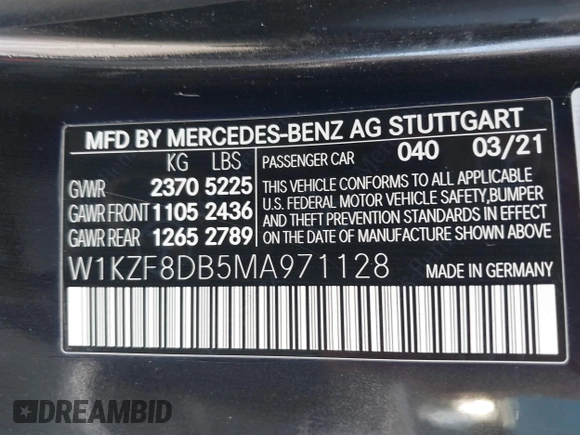 MFD BY MERCEDES-BENZ AG STUTTGART
KG LBS PASSENGER CAR 040 03/21
GVWR 2370 5225
GAWR FRONT 1105 2436
GAWR REAR 1265 2789
THIS VEHICLE CONFORMS TO ALL APPLICABLE
U.S. FEDERAL MOTOR VEHICLE SAFETY, BUMPER
AND THEFT PREVENTION STANDARDS IN EFFECT
ON THE DATE OF MANUFACTURE SHOWN ABOVE
W1KZF8DB5MA971128 MADE IN GERMANY
DREAMBID